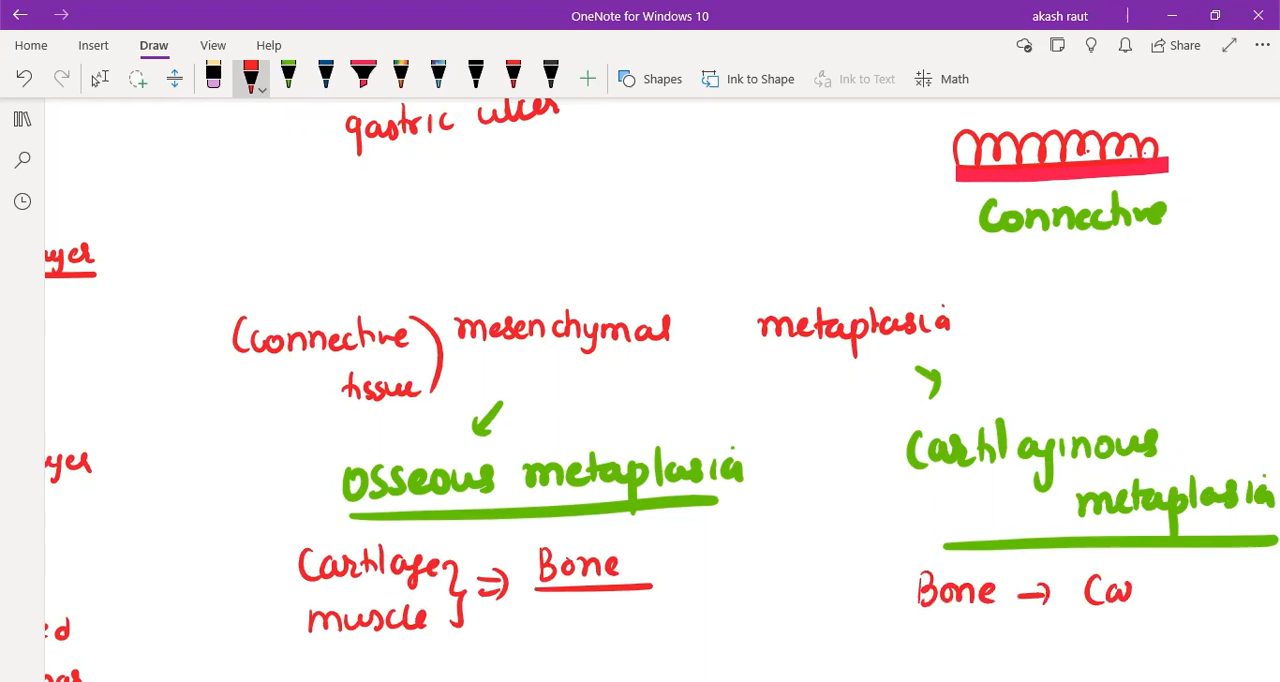 OneNote for Windows 10
akash raut
Home Insert Draw View Help
Share
Shapes Ink to Shape Ink to Text Math
gastric ulcer
Connective
yer
(connective tissue) mesenchymal metaplasia
osseous metaplasia
Cartilaginous
metaplasia
yer
Cartilage
muscle
⇒ Bone
Bone → Ca
ed